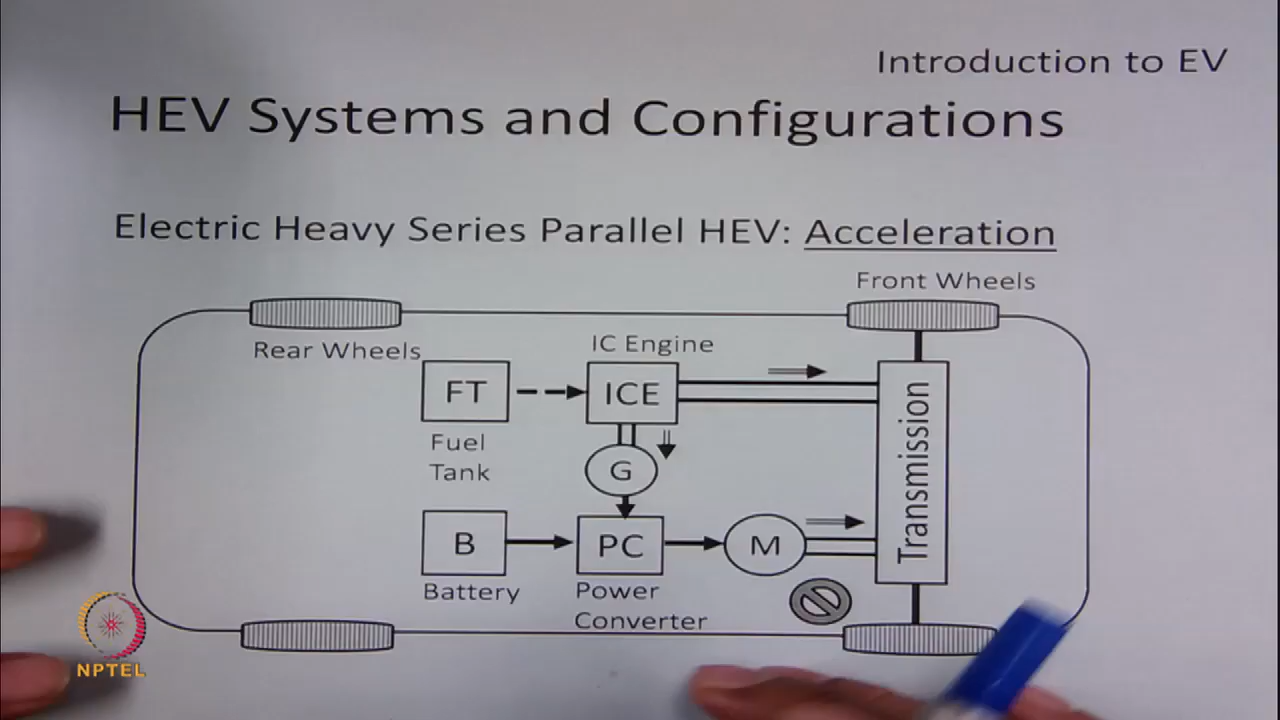 Introduction to EV
HEV Systems and Configurations
Electric Heavy Series Parallel HEV: Acceleration
Front Wheels
Rear Wheels
IC Engine
FT
ICE
Fuel
Tank
G
Transmission
B
PC
M
Battery
Power
Converter
NPTEL